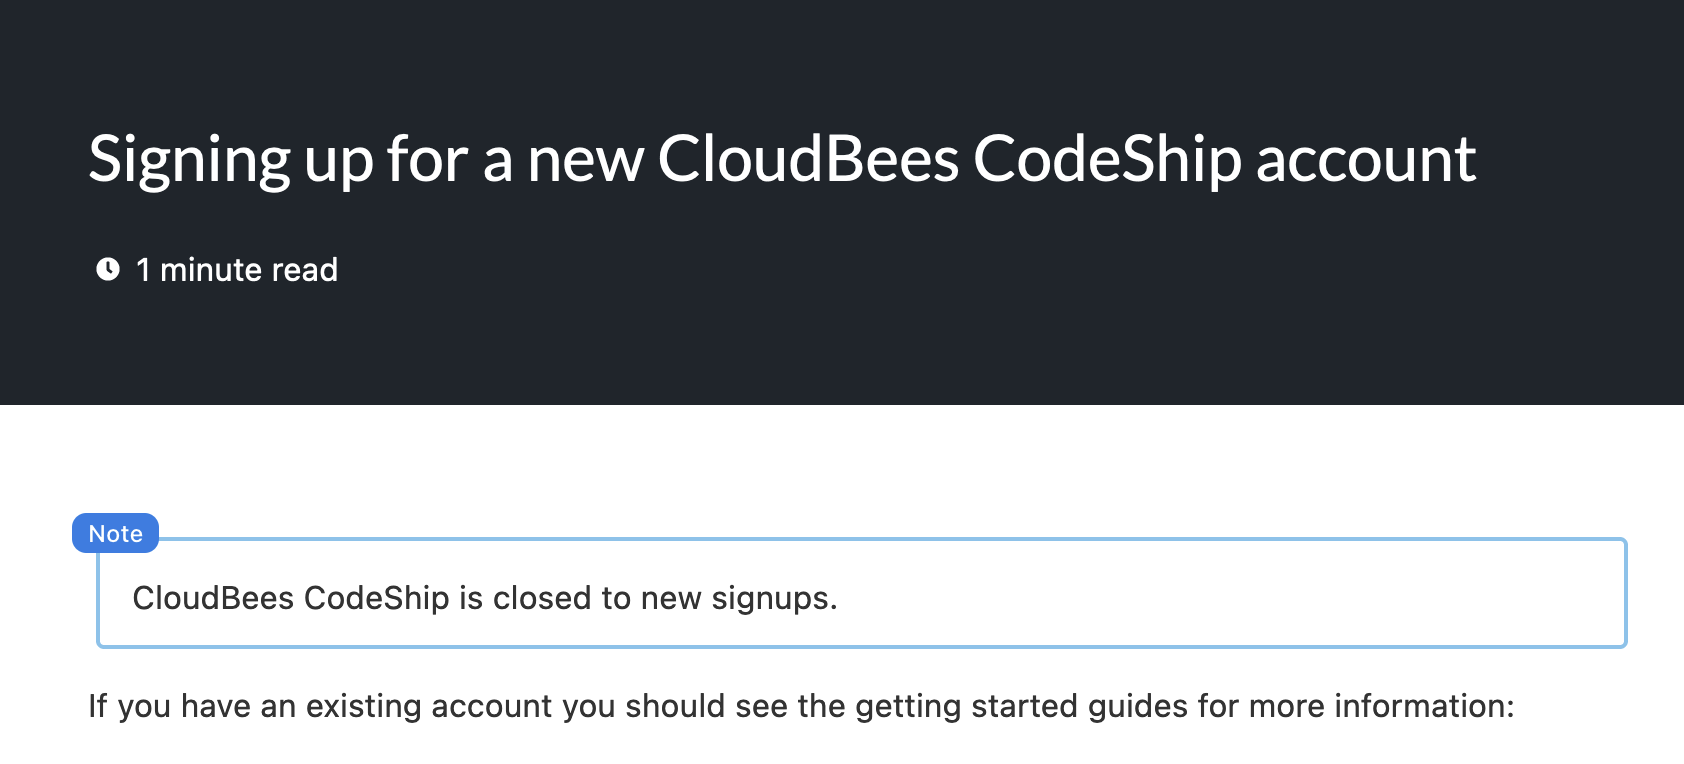 Signing up for a new CloudBees CodeShip account
1 minute read
Note
CloudBees CodeShip is closed to new signups.
If you have an existing account you should see the getting started guides for more information: